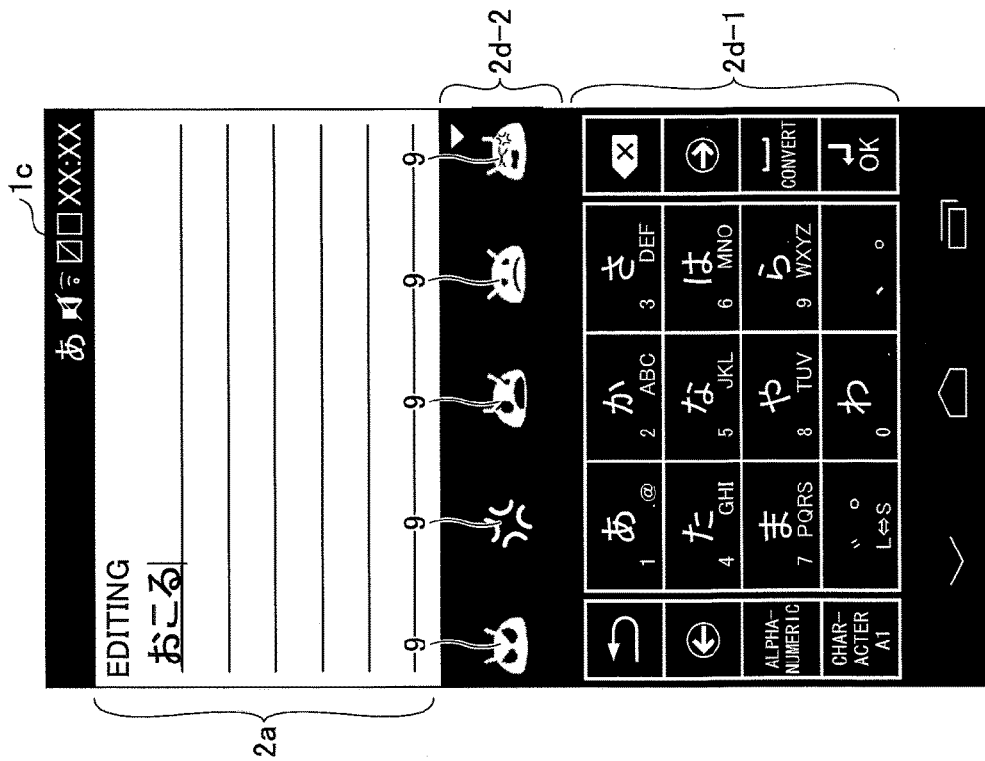 1c
あ XX:XX
EDITING
おこる
2a
9 9 9 9 9
2d-2
2d-1
1 あ .@
2 か ABC
3 さ DEF
4 た GHI
5 な JKL
6 は MNO
ALPHA-
NUMERIC
7 ま PQRS
8 や TUV
9 ら WXYZ
CONVERT
CHAR-
ACTER
A1
゛ ゜
L⇔S
わ
0
、 。
OK